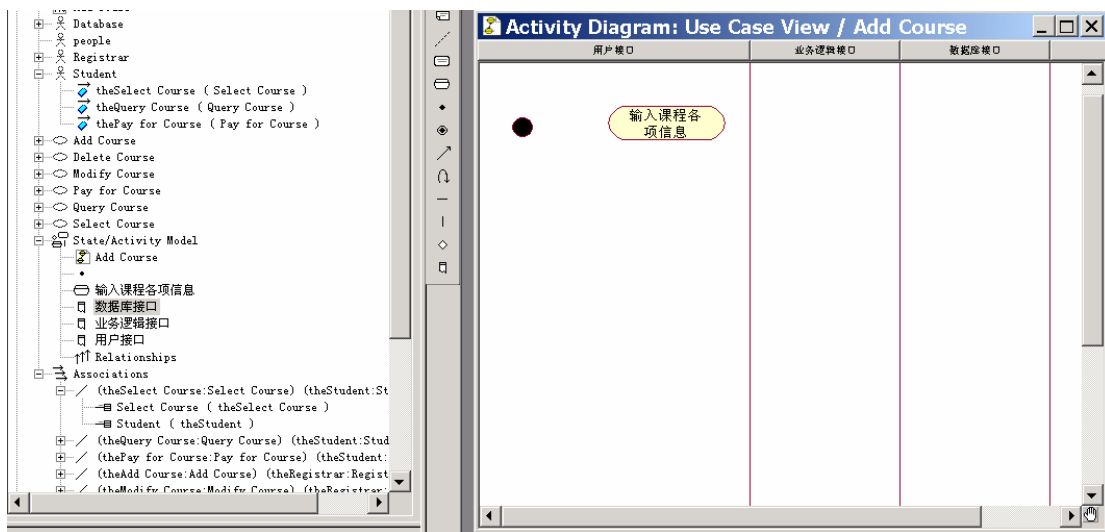 Database
people
Registrar
Student
theSelect Course ( Select Course )
theQuery Course ( Query Course )
thePay for Course ( Pay for Course )
Add Course
Delete Course
Modify Course
Pay for Course
Query Course
Select Course
State/Activity Model
Add Course
输入课程各项信息
数据库接口
业务逻辑接口
用户接口
Relationships
Associations
(theSelect Course:Select Course) (theStudent:St
Select Course ( theSelect Course )
Student ( theStudent )
(theQuery Course:Query Course) (theStudent:Stud
(thePay for Course:Pay for Course) (theStudent:
(theAdd Course:Add Course) (theRegistrar:Regist
(theModify Course:Modify Course) (theRegistrar:
Activity Diagram: Use Case View / Add Course
用户接口
业务逻辑接口
数据库接口
输入课程各
项信息